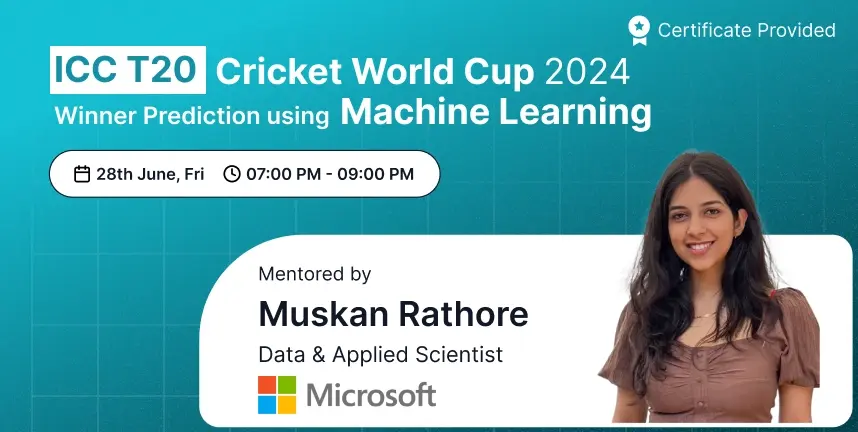 Certificate Provided
ICC T20 Cricket World Cup 2024
Winner Prediction using Machine Learning
28th June, Fri 07:00 PM - 09:00 PM
Mentored by
Muskan Rathore
Data & Applied Scientist
Microsoft